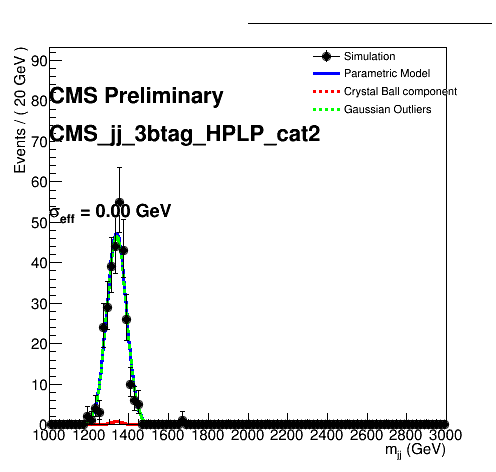 Simulation
Parametric Model
Crystal Ball component
Gaussian Outliers
CMS Preliminary
CMS_jj_3btag_HPLP_cat2
σeff = 0.00 GeV
Events / ( 20 GeV )
90
80
70
60
50
40
30
20
10
0
1000 1200 1400 1600 1800 2000 2200 2400 2600 2800 3000
mjj (GeV)